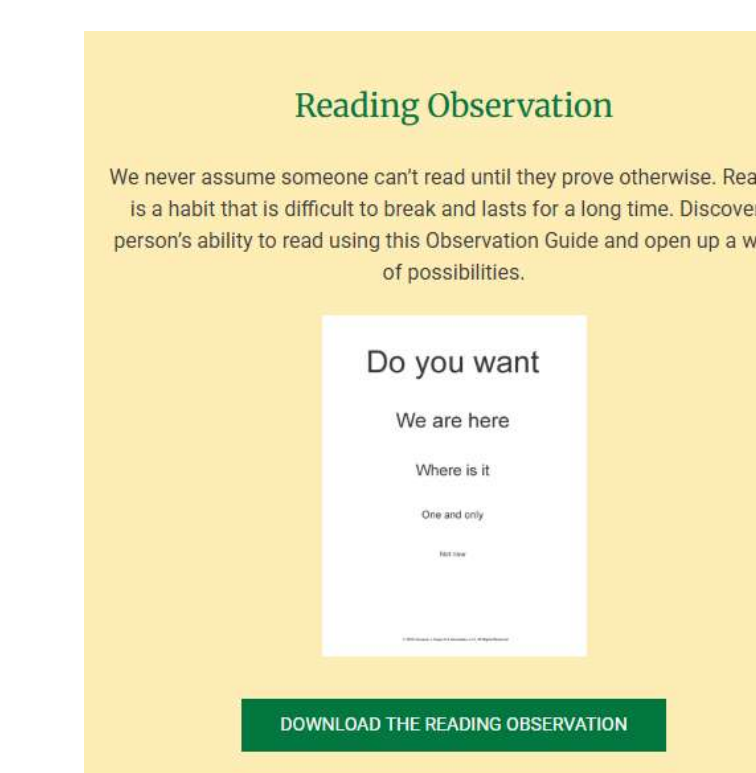 Reading Observation
We never assume someone can’t read until they prove otherwise. Rea
is a habit that is difficult to break and lasts for a long time. Discover
person’s ability to read using this Observation Guide and open up a w
of possibilities.
Do you want
We are here
Where is it
One and only
Not now
DOWNLOAD THE READING OBSERVATION